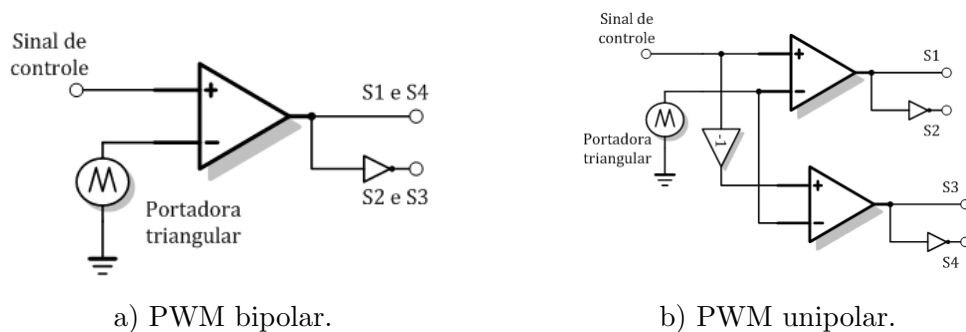 Sinal de
controle
+
−
S1 e S4
S2 e S3
Portadora
triangular
a) PWM bipolar.
Sinal de
controle
+
−
S1
S2
Portadora
triangular
-1
+
−
S3
S4
b) PWM unipolar.